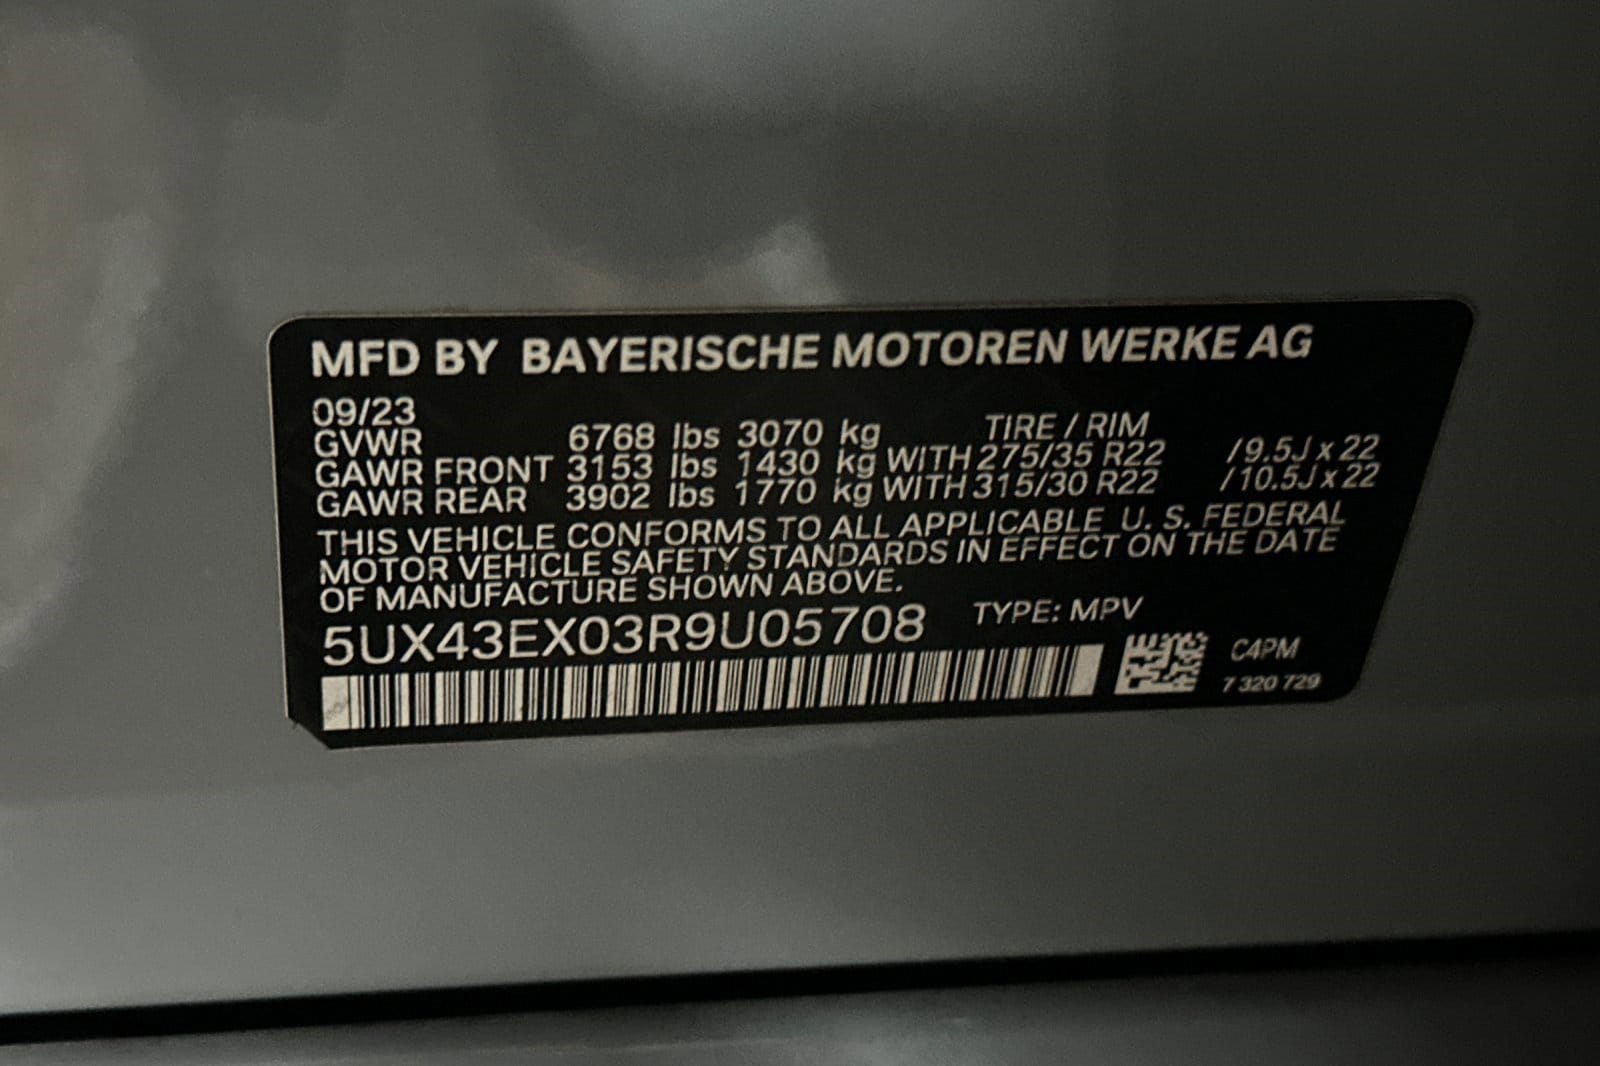 MFD BY BAYERISCHE MOTOREN WERKE AG
09/23
GVWR 6768 lbs 3070 kg TIRE / RIM
GAWR FRONT 3153 lbs 1430 kg WITH 275/35 R22 /9.5J x 22
GAWR REAR 3902 lbs 1770 kg WITH 315/30 R22 /10.5J x 22
THIS VEHICLE CONFORMS TO ALL APPLICABLE U. S. FEDERAL
MOTOR VEHICLE SAFETY STANDARDS IN EFFECT ON THE DATE
OF MANUFACTURE SHOWN ABOVE.
5UX43EX03R9U05708 TYPE: MPV
C4PM
7 320 729